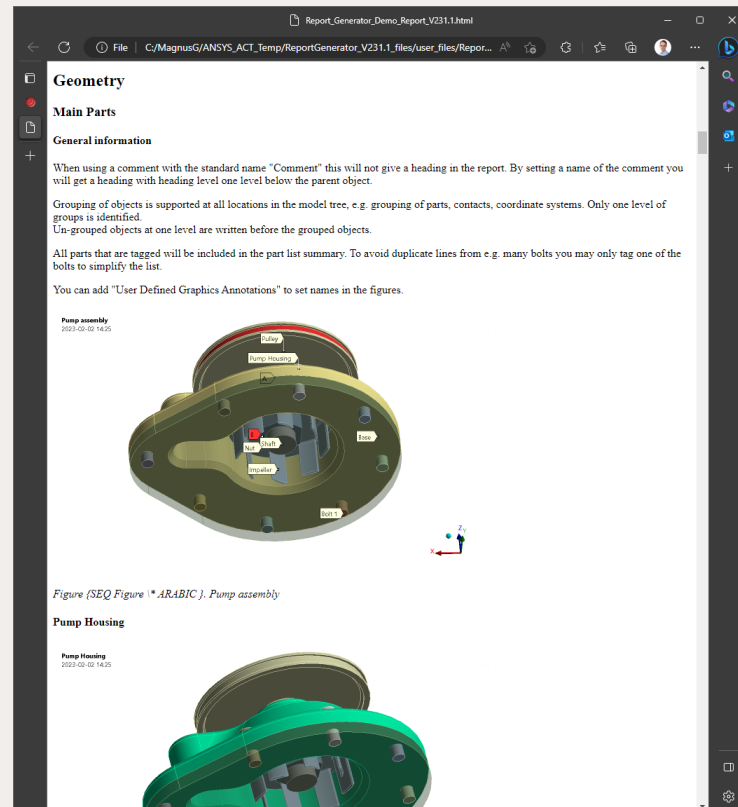 Report_Generator_Demo_Report_V231.1.html
File
C:/MagnusG/ANSYS_ACT_Temp/ReportGenerator_V231.1_files/user_files/Repor...
Geometry
Main Parts
General information
When using a comment with the standard name "Comment" this will not give a heading in the report. By setting a name of the comment you
will get a heading with heading level one level below the parent object.
Grouping of objects is supported at all locations in the model tree, e.g. grouping of parts, contacts, coordinate systems. Only one level of
groups is identified.
Un-grouped objects at one level are written before the grouped objects.
All parts that are tagged will be included in the part list summary. To avoid duplicate lines from e.g. many bolts you may only tag one of the
bolts to simplify the list.
You can add "User Defined Graphics Annotations" to set names in the figures.
Pump assembly
2023-02-02 14:25
Pulley
Pump Housing
A
Shaft
Nut
Base
Impeller
Bolt 1
Z
Y
X
Figure {SEQ Figure \* ARABIC }. Pump assembly
Pump Housing
Pump Housing
2023-02-02 14:25